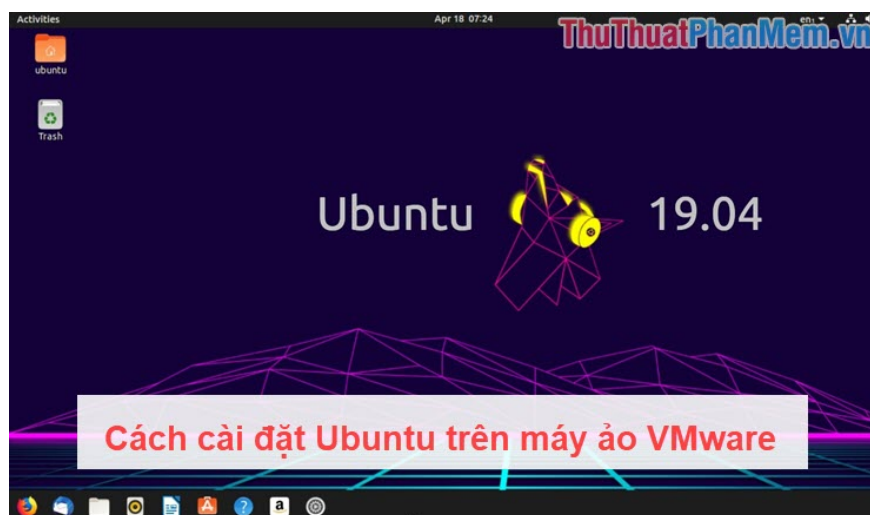 Activities
Apr 18 07:24
en₁
ThuThuatPhanMem.vn
ubuntu
Trash
Ubuntu 19.04
Cách cài đặt Ubuntu trên máy ảo VMware
a